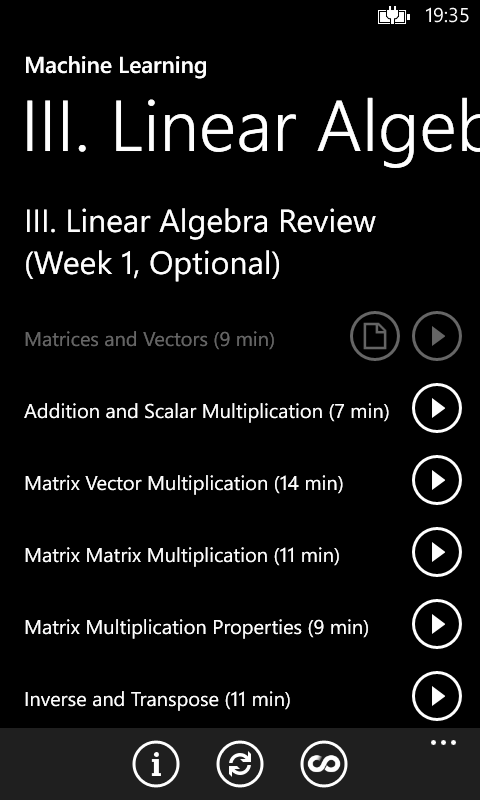 19:35
Machine Learning
III. Linear Algeb
III. Linear Algebra Review
(Week 1, Optional)
Matrices and Vectors (9 min)
Addition and Scalar Multiplication (7 min)
Matrix Vector Multiplication (14 min)
Matrix Matrix Multiplication (11 min)
Matrix Multiplication Properties (9 min)
Inverse and Transpose (11 min)